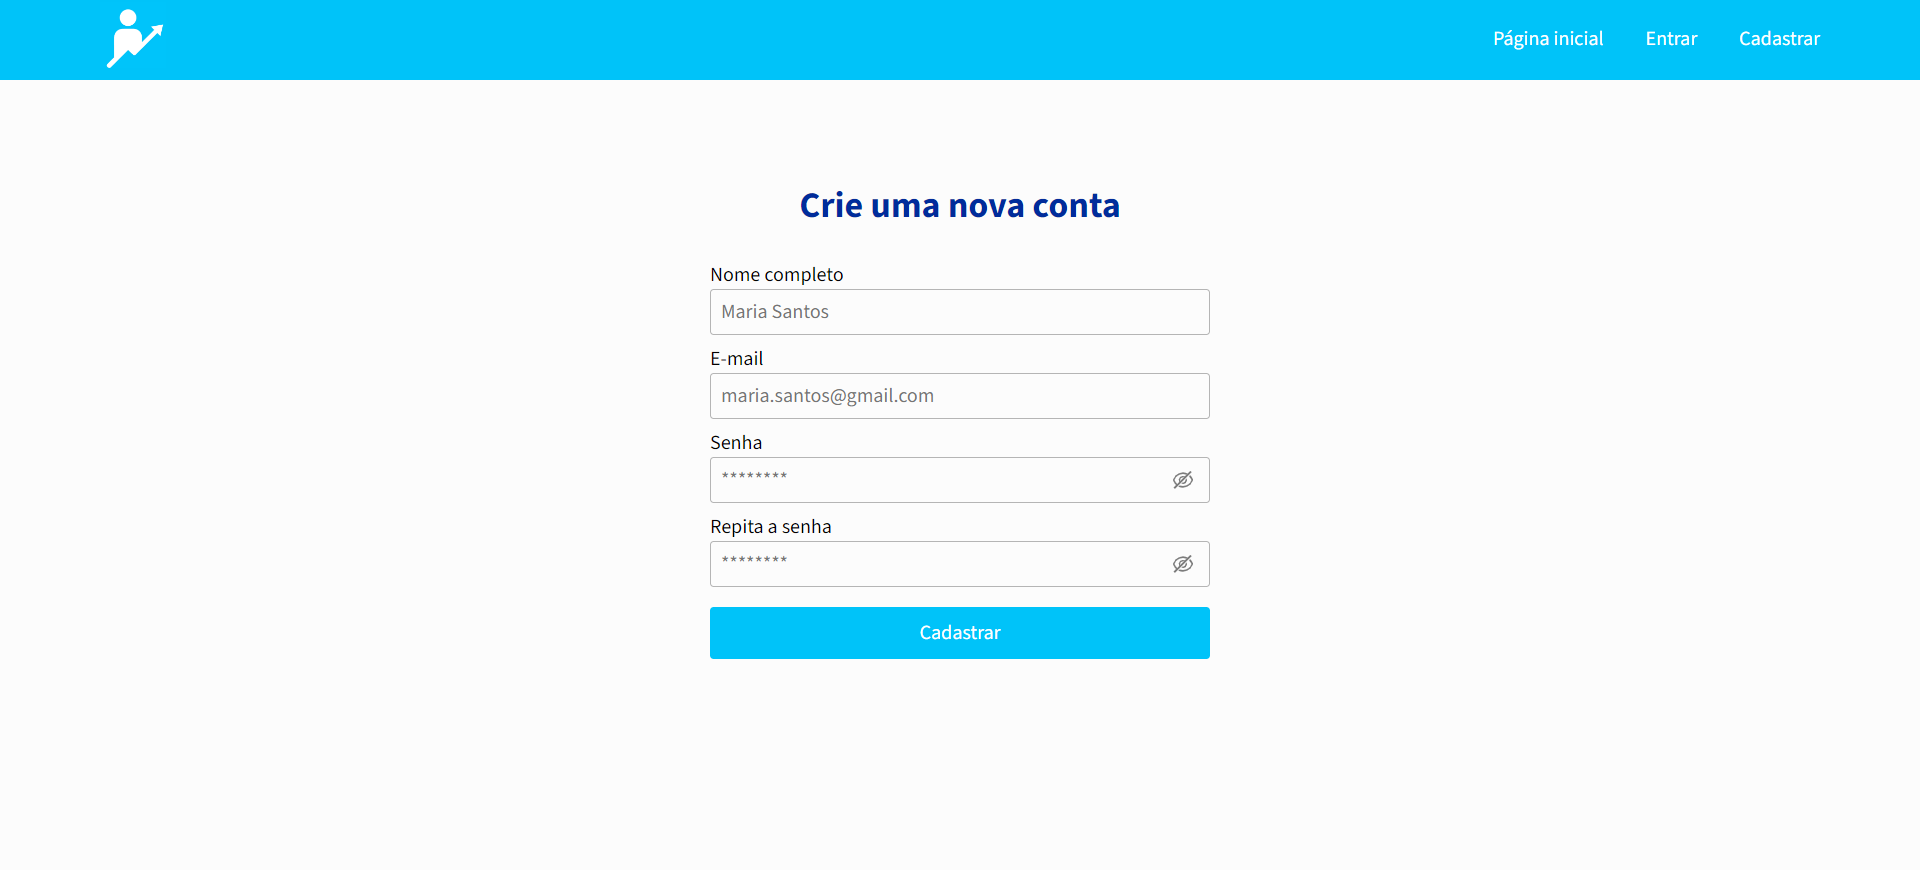 Página inicial Entrar Cadastrar
Crie uma nova conta
Nome completo
Maria Santos
E-mail
maria.santos@gmail.com
Senha
********
Repita a senha
********
Cadastrar